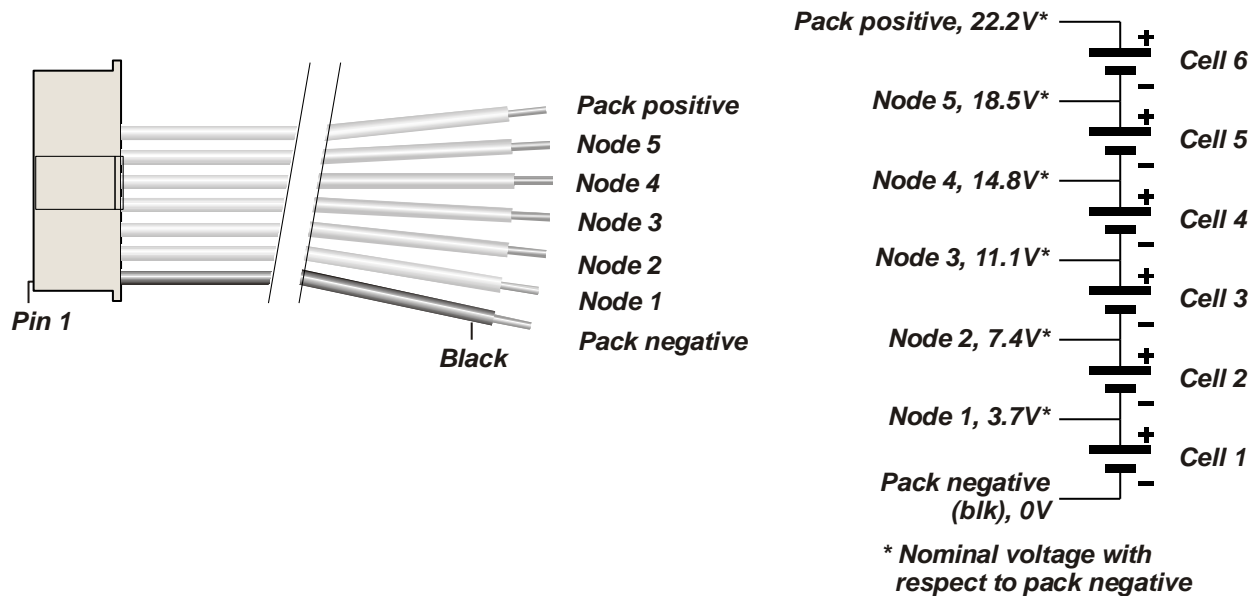 Pack positive
Node 5
Node 4
Node 3
Node 2
Node 1
Pack negative
Pin 1
Black
Pack positive, 22.2V*
+
Cell 6
–
Node 5, 18.5V*
+
Cell 5
–
Node 4, 14.8V*
+
Cell 4
–
Node 3, 11.1V*
+
Cell 3
–
Node 2, 7.4V*
+
Cell 2
–
Node 1, 3.7V*
+
Cell 1
–
Pack negative
(blk), 0V
* Nominal voltage with
respect to pack negative